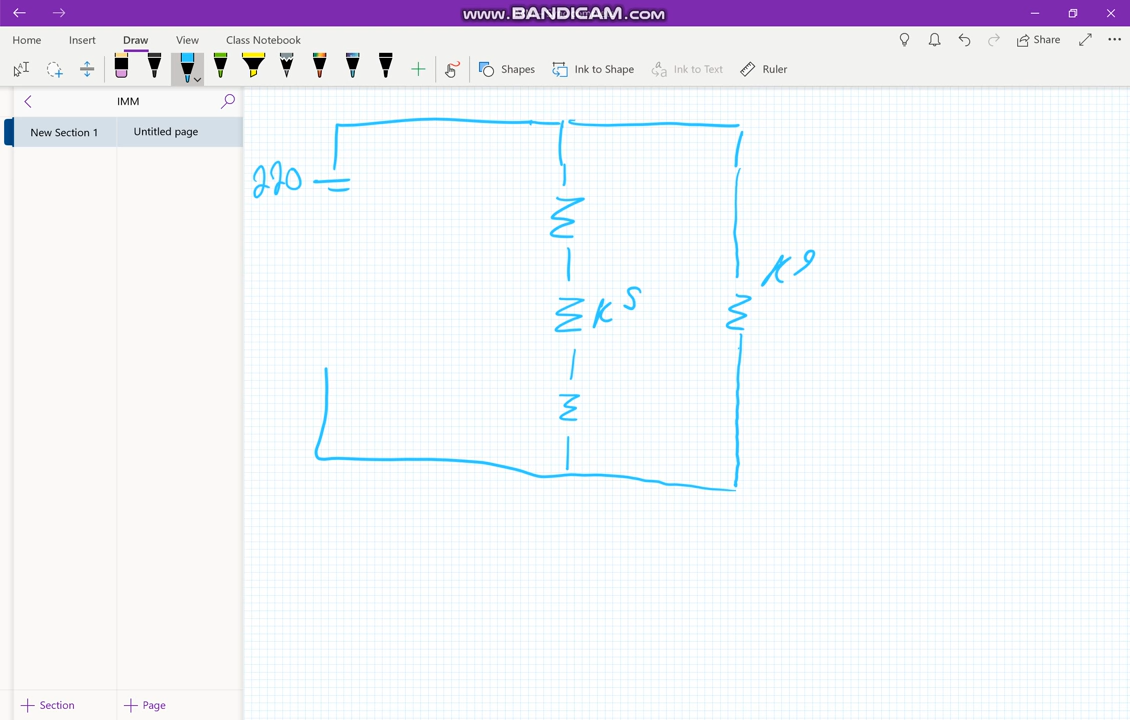 www.BANDICAM.com
Home Insert Draw View Class Notebook
Share
Shapes Ink to Shape Ink to Text Ruler
IMM
New Section 1 Untitled page
220
K 9
K 5
Section Page